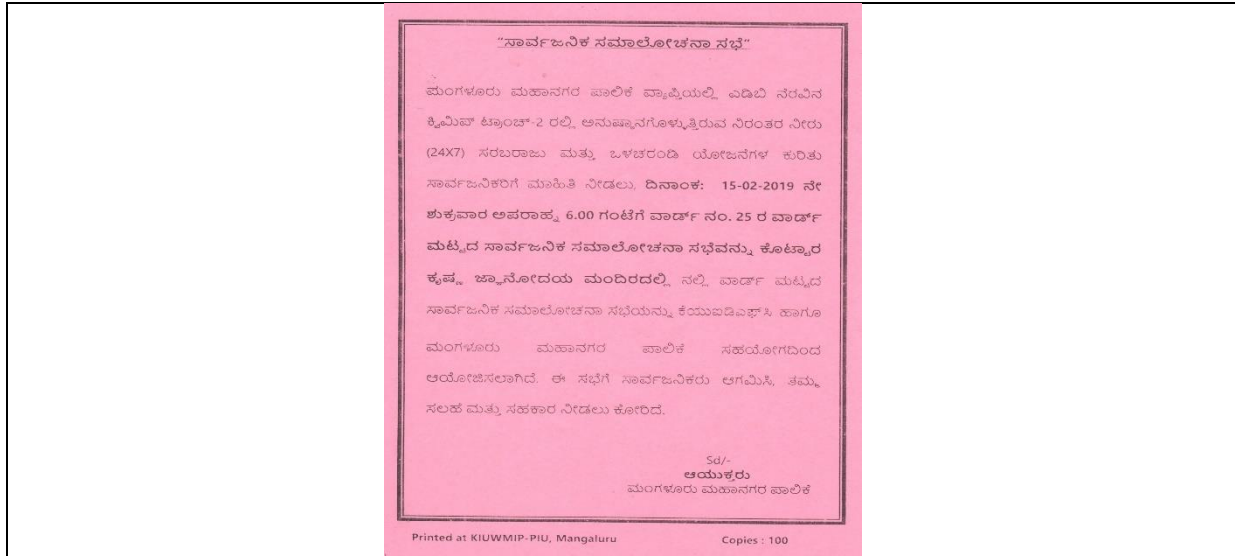 "ಸಾರ್ವಜನಿಕ ಸಮಾಲೋಚನಾ ಸಭೆ"
ಮಂಗಳೂರು ಮಹಾನಗರ ಪಾಲಿಕೆ ವ್ಯಾಪ್ತಿಯಲ್ಲಿ ಎಡಿಬಿ ನೆರವಿನ
ಕ್ವಿಮಿಪ್ ಟ್ರಾಂಚ್-2 ರಲ್ಲಿ ಅನುಷ್ಠಾನಗೊಳ್ಳುತ್ತಿರುವ ನಿರಂತರ ನೀರು
(24X7) ಸರಬರಾಜು ಮತ್ತು ಒಳಚರಂಡಿ ಯೋಜನೆಗಳ ಕುರಿತು
ಸಾರ್ವಜನಿಕರಿಗೆ ಮಾಹಿತಿ ನೀಡಲು, ದಿನಾಂಕ: 15-02-2019 ನೇ
ಶುಕ್ರವಾರ ಅಪರಾಹ್ನ 6.00 ಗಂಟೆಗೆ ವಾರ್ಡ್ ನಂ. 25 ರ ವಾರ್ಡ್
ಮಟ್ಟದ ಸಾರ್ವಜನಿಕ ಸಮಾಲೋಚನಾ ಸಭೆವನ್ನು ಕೊಟ್ಟಾರ
ಕೃಷ್ಣ ಜ್ಞಾನೋದಯ ಮಂದಿರದಲ್ಲಿ ನಲ್ಲಿ ವಾರ್ಡ್ ಮಟ್ಟದ
ಸಾರ್ವಜನಿಕ ಸಮಾಲೋಚನಾ ಸಭೆಯನ್ನು ಕೆಯುಐಡಿಎಫ್‌ಸಿ ಹಾಗೂ
ಮಂಗಳೂರು ಮಹಾನಗರ ಪಾಲಿಕೆ ಸಹಯೋಗದಿಂದ
ಆಯೋಜಿಸಲಾಗಿದೆ. ಈ ಸಭೆಗೆ ಸಾರ್ವಜನಿಕರು ಆಗಮಿಸಿ, ತಮ್ಮ
ಸಲಹೆ ಮತ್ತು ಸಹಕಾರ ನೀಡಲು ಕೋರಿದೆ.
Sd/-
ಆಯುಕ್ತರು
ಮಂಗಳೂರು ಮಹಾನಗರ ಪಾಲಿಕೆ
Printed at KIUWMIP-PIU, Mangaluru Copies : 100